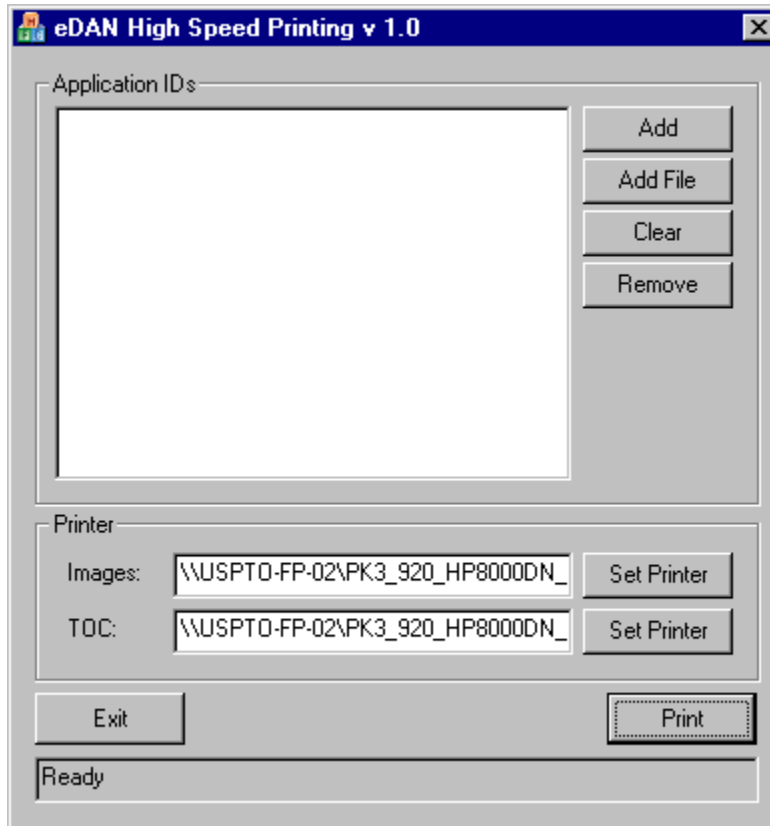 eDAN High Speed Printing v 1.0
Application IDs
Add
Add File
Clear
Remove
Printer
Images: \\USPTO-FP-02\PK3_920_HP8000DN_ Set Printer
TOC: \\USPTO-FP-02\PK3_920_HP8000DN_ Set Printer
Exit Print
Ready